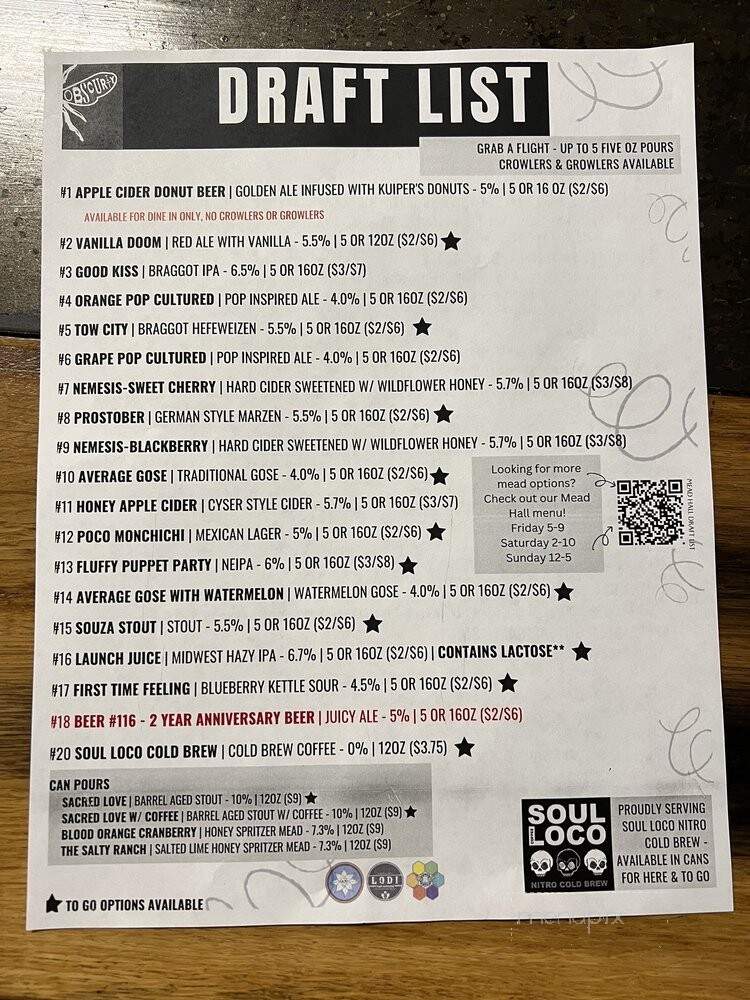 OBSCURITY
DRAFT LIST
GRAB A FLIGHT - UP TO 5 FIVE OZ POURS
CROWLERS & GROWLERS AVAILABLE
#1 APPLE CIDER DONUT BEER | GOLDEN ALE INFUSED WITH KUIPER'S DONUTS - 5% | 5 OR 16 OZ ($2/$6)
AVAILABLE FOR DINE IN ONLY, NO CROWLERS OR GROWLERS
#2 VANILLA DOOM | RED ALE WITH VANILLA - 5.5% | 5 OR 12OZ ($2/$6) ★
#3 GOOD KISS | BRAGGOT IPA - 6.5% | 5 OR 16OZ ($3/$7)
#4 ORANGE POP CULTURED | POP INSPIRED ALE - 4.0% | 5 OR 16OZ ($2/$6)
#5 TOW CITY | BRAGGOT HEFEWEIZEN - 5.5% | 5 OR 16OZ ($2/$6) ★
#6 GRAPE POP CULTURED | POP INSPIRED ALE - 4.0% | 5 OR 16OZ ($2/$6)
#7 NEMESIS-SWEET CHERRY | HARD CIDER SWEETENED W/ WILDFLOWER HONEY - 5.7% | 5 OR 16OZ ($3/$8)
#8 PROSTOBER | GERMAN STYLE MARZEN - 5.5% | 5 OR 16OZ ($2/$6) ★
#9 NEMESIS-BLACKBERRY | HARD CIDER SWEETENED W/ WILDFLOWER HONEY - 5.7% | 5 OR 16OZ ($3/$8)
#10 AVERAGE GOSE | TRADITIONAL GOSE - 4.0% | 5 OR 16OZ ($2/$6) ★
#11 HONEY APPLE CIDER | CYSER STYLE CIDER - 5.7% | 5 OR 16OZ ($3/$7)
#12 POCO MONCHICHI | MEXICAN LAGER - 5% | 5 OR 16OZ ($2/$6) ★
#13 FLUFFY PUPPET PARTY | NEIPA - 6% | 5 OR 16OZ ($3/$8) ★
#14 AVERAGE GOSE WITH WATERMELON | WATERMELON GOSE - 4.0% | 5 OR 16OZ ($2/$6) ★
#15 SOUZA STOUT | STOUT - 5.5% | 5 OR 16OZ ($2/$6) ★
#16 LAUNCH JUICE | MIDWEST HAZY IPA - 6.7% | 5 OR 16OZ ($2/$6) | CONTAINS LACTOSE** ★
#17 FIRST TIME FEELING | BLUEBERRY KETTLE SOUR - 4.5% | 5 OR 16OZ ($2/$6) ★
#18 BEER #116 - 2 YEAR ANNIVERSARY BEER | JUICY ALE - 5% | 5 OR 16OZ ($2/$6)
#20 SOUL LOCO COLD BREW | COLD BREW COFFEE - 0% | 12OZ ($3.75) ★
Looking for more
mead options?
Check out our Mead
Hall menu!
Friday 5-9
Saturday 2-10
Sunday 12-5
MEAD HALL DRAFT LIST
CAN POURS
SACRED LOVE | BARREL AGED STOUT - 10% | 12OZ ($9) ★
SACRED LOVE W/ COFFEE | BARREL AGED STOUT W/ COFFEE - 10% | 12OZ ($9) ★
BLOOD ORANGE CRANBERRY | HONEY SPRITZER MEAD - 7.3% | 12OZ ($9)
THE SALTY RANCH | SALTED LIME HONEY SPRITZER MEAD - 7.3% | 12OZ ($9)
SOUL
LOCO
NITRO COLD BREW
PROUDLY SERVING
SOUL LOCO NITRO
COLD BREW -
AVAILABLE IN CANS
FOR HERE & TO GO
LODI
★ TO GO OPTIONS AVAILABLE